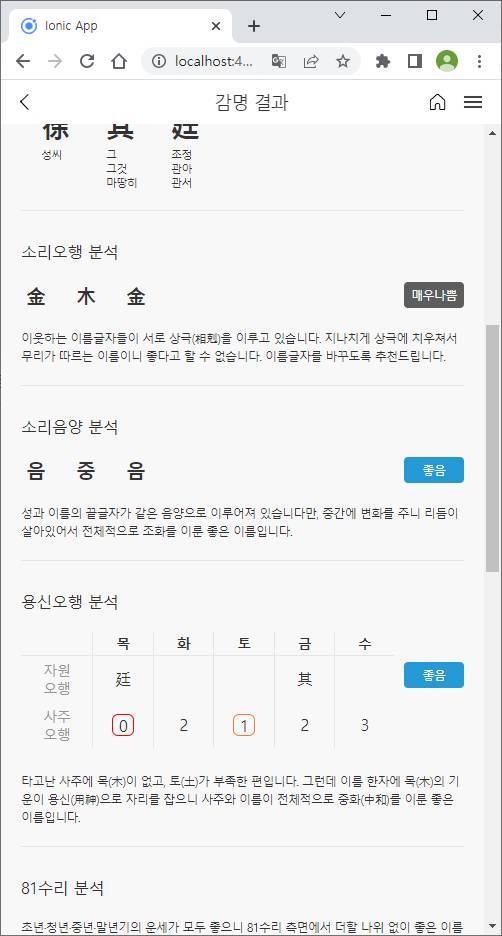 Ionic App
localhost:4...
감명 결과
徐 其 廷
성씨 그 조정
그것 관아
마땅히 관서
소리오행 분석
金 木 金 매우나쁨
이웃하는 이름글자들이 서로 상극(相剋)을 이루고 있습니다. 지나치게 상극에 치우쳐서
무리가 따르는 이름이니 좋다고 할 수 없습니다. 이름글자를 바꾸도록 추천드립니다.
소리음양 분석
음 중 음 좋음
성과 이름의 끝글자가 같은 음양으로 이루어져 있습니다만, 중간에 변화를 주니 리듬이
살아있어서 전체적으로 조화를 이룬 좋은 이름입니다.
용신오행 분석
목 화 토 금 수
자원
오행 廷 其 좋음
사주
오행 0 2 1 2 3
타고난 사주에 목(木)이 없고, 토(土)가 부족한 편입니다. 그런데 이름 한자에 목(木)의 기
운이 용신(用神)으로 자리를 잡으니 사주와 이름이 전체적으로 중화(中和)를 이룬 좋은
이름입니다.
81수리 분석
초년·청년·중년·말년기의 운세가 모두 좋으니 81수리 측면에서 더할 나위 없이 좋은 이름